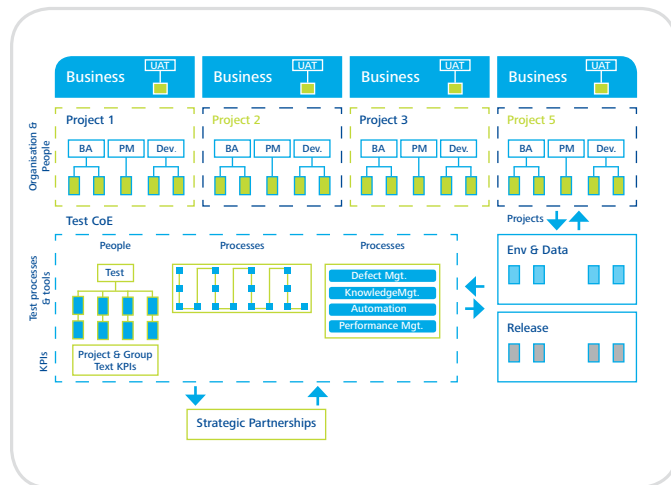 Business
UAT
Business
UAT
Business
UAT
Business
UAT
Organisation &
People
Project 1
BA
PM
Dev.
Project 2
BA
PM
Dev.
Project 3
BA
PM
Dev.
Project 5
BA
PM
Dev.
Test CoE
Projects
Test processes
& tools
People
Test
Processes
Processes
Defect Mgt.
KnowledgeMgt.
Automation
Performance Mgt.
Env & Data
Release
KPIs
Project & Group
Text KPIs
Strategic Partnerships